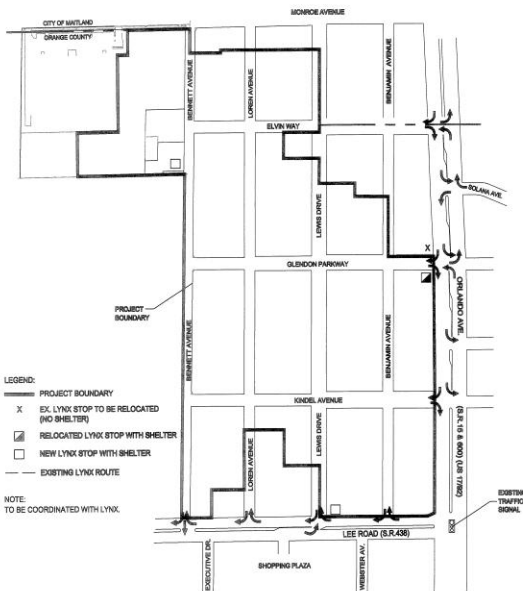 MONROE AVENUE
CITY OF MAITLAND
ORANGE COUNTY
BENNETT AVENUE
LOREN AVENUE
BENJAMIN AVENUE
ELVIN WAY
SOLANA AVE.
LEWIS DRIVE
X
GLENDON PARKWAY
PROJECT
BOUNDARY
BENNETT AVENUE
BENJAMIN AVENUE
ORLANDO AVE.
(S.R.15 & 600) (US 17/92)
KINDEL AVENUE
LOREN AVENUE
LEWIS DRIVE
LEGEND:
PROJECT BOUNDARY
X EX. LYNX STOP TO BE RELOCATED
(NO SHELTER)
RELOCATED LYNX STOP WITH SHELTER
NEW LYNX STOP WITH SHELTER
EXISTING LYNX ROUTE
NOTE:
TO BE COORDINATED WITH LYNX.
EXISTING
TRAFFIC
SIGNAL
LEE ROAD (S.R.438)
EXECUTIVE DR.
SHOPPING PLAZA
WEBSTER AV.